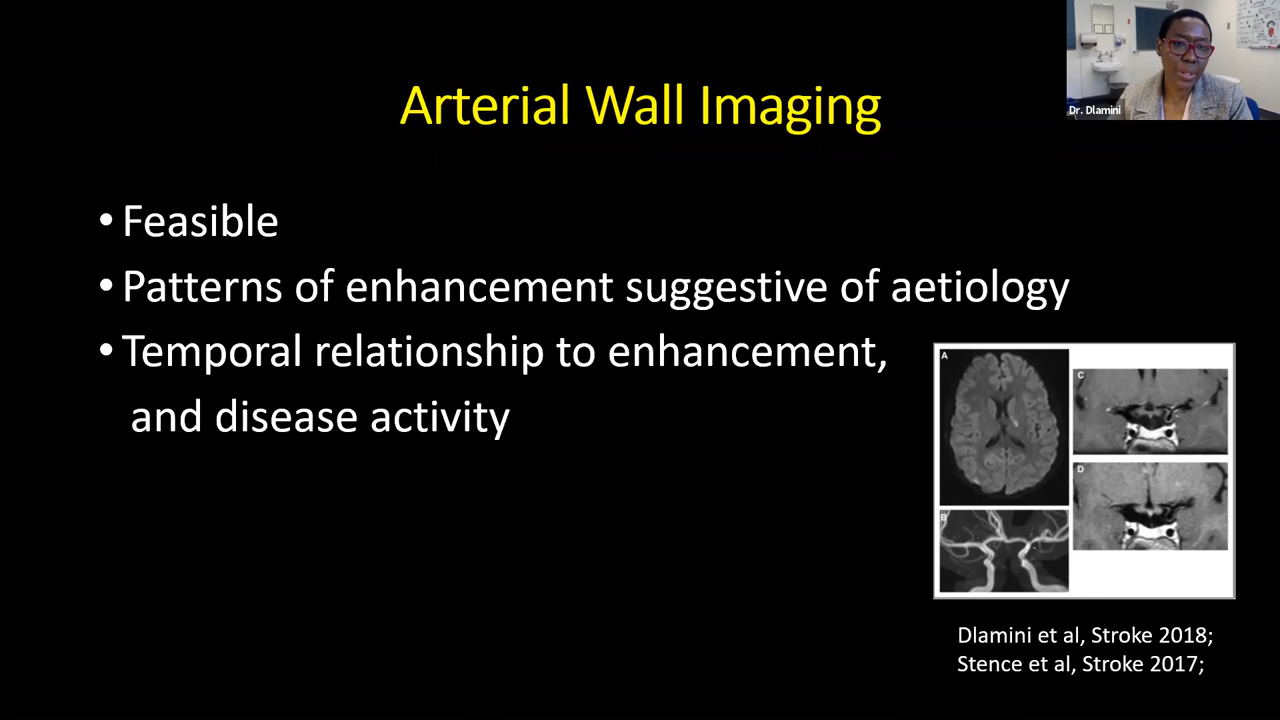 Dr. Dlamini
Arterial Wall Imaging
• Feasible
• Patterns of enhancement suggestive of aetiology
• Temporal relationship to enhancement,
and disease activity
A
B
C
D
Dlamini et al, Stroke 2018;
Stence et al, Stroke 2017;